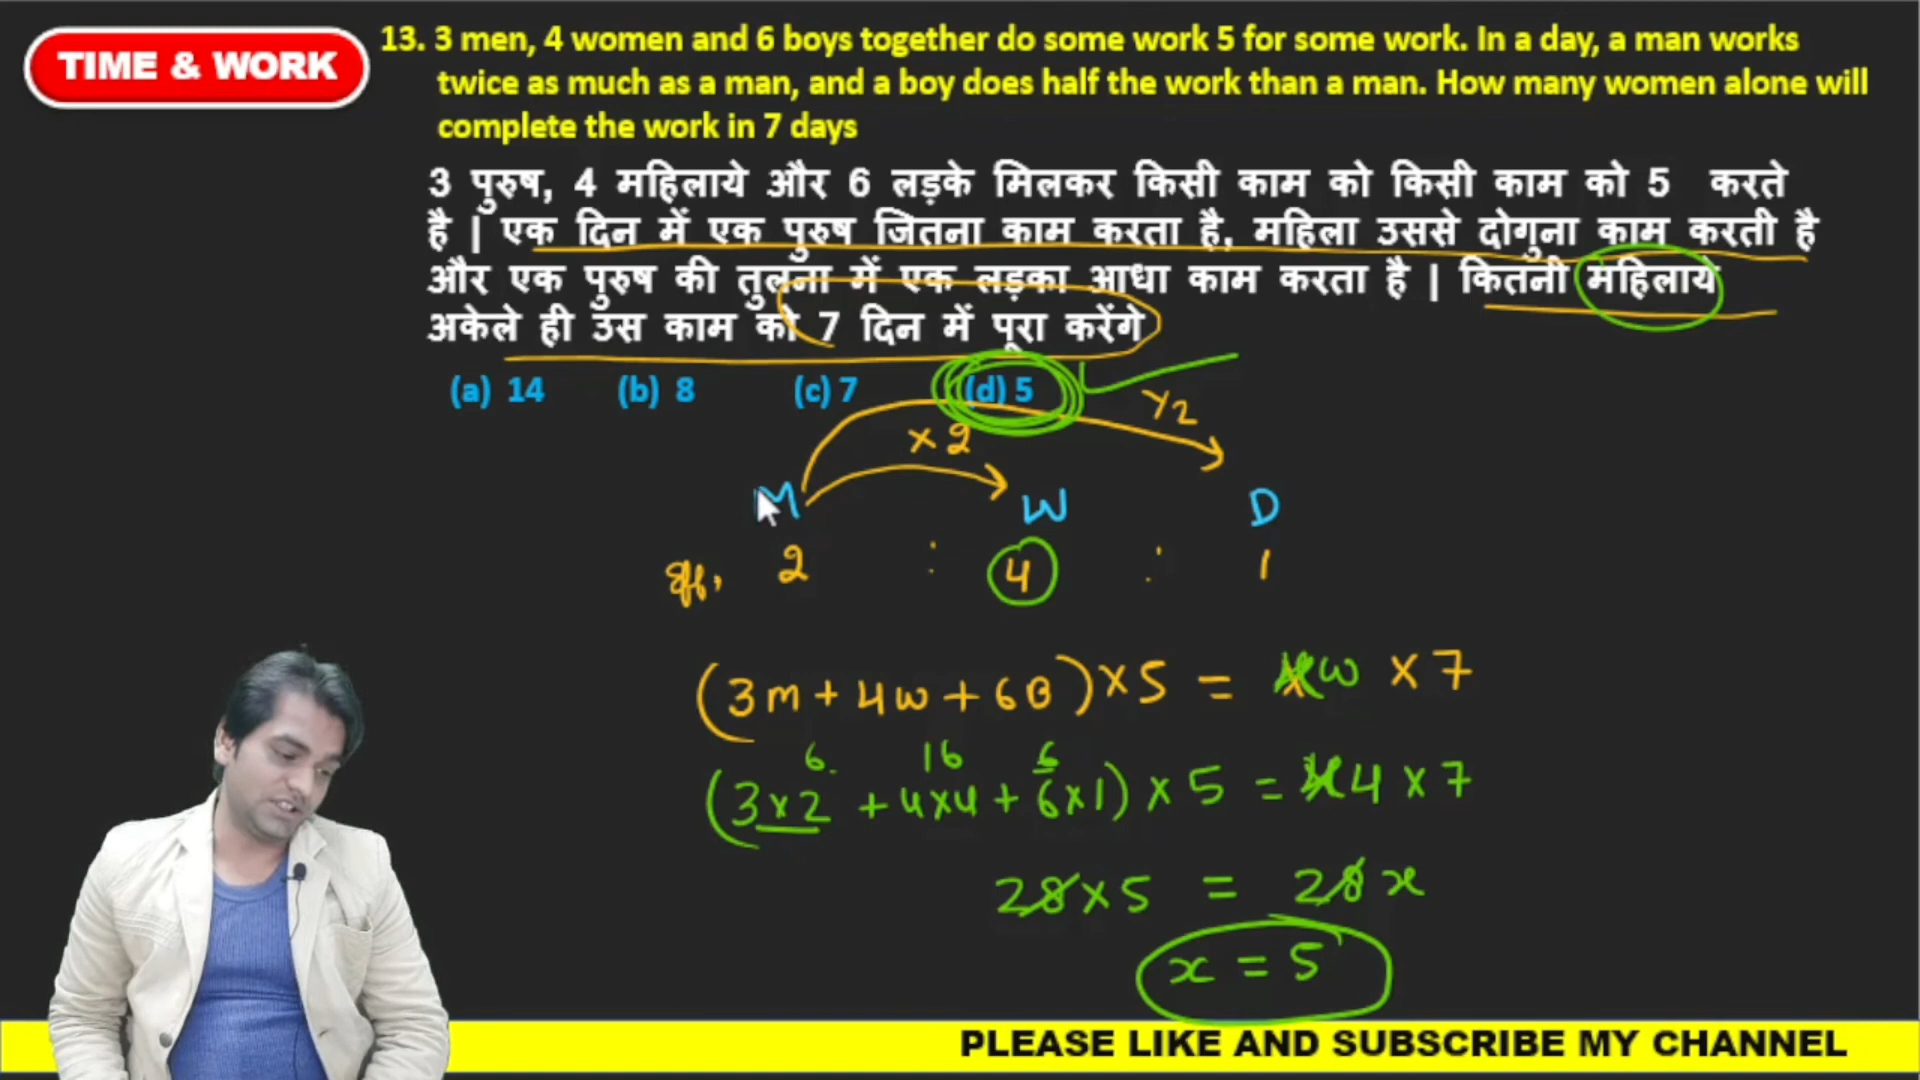 TIME & WORK
13. 3 men, 4 women and 6 boys together do some work 5 for some work. In a day, a man works
twice as much as a man, and a boy does half the work than a man. How many women alone will
complete the work in 7 days
3 पुरुष, 4 महिलाये और 6 लड़के मिलकर किसी काम को किसी काम को 5 करते
है | एक दिन में एक पुरुष जितना काम करता है, महिला उससे दोगुना काम करती है
और एक पुरुष की तुलना में एक लड़का आधा काम करता है | कितनी महिलाये
अकेले ही उस काम को 7 दिन में पूरा करेंगे
(a) 14 (b) 8 (c) 7 (d) 5
×2
M W D
eff, 2 : 4 : 1
(3m + 4w + 6B) × 5 = xw × 7
6 16 6
(3×2 + 4×4 + 6×1) × 5 = x4 × 7
28×5 = 28x
x = 5
PLEASE LIKE AND SUBSCRIBE MY CHANNEL